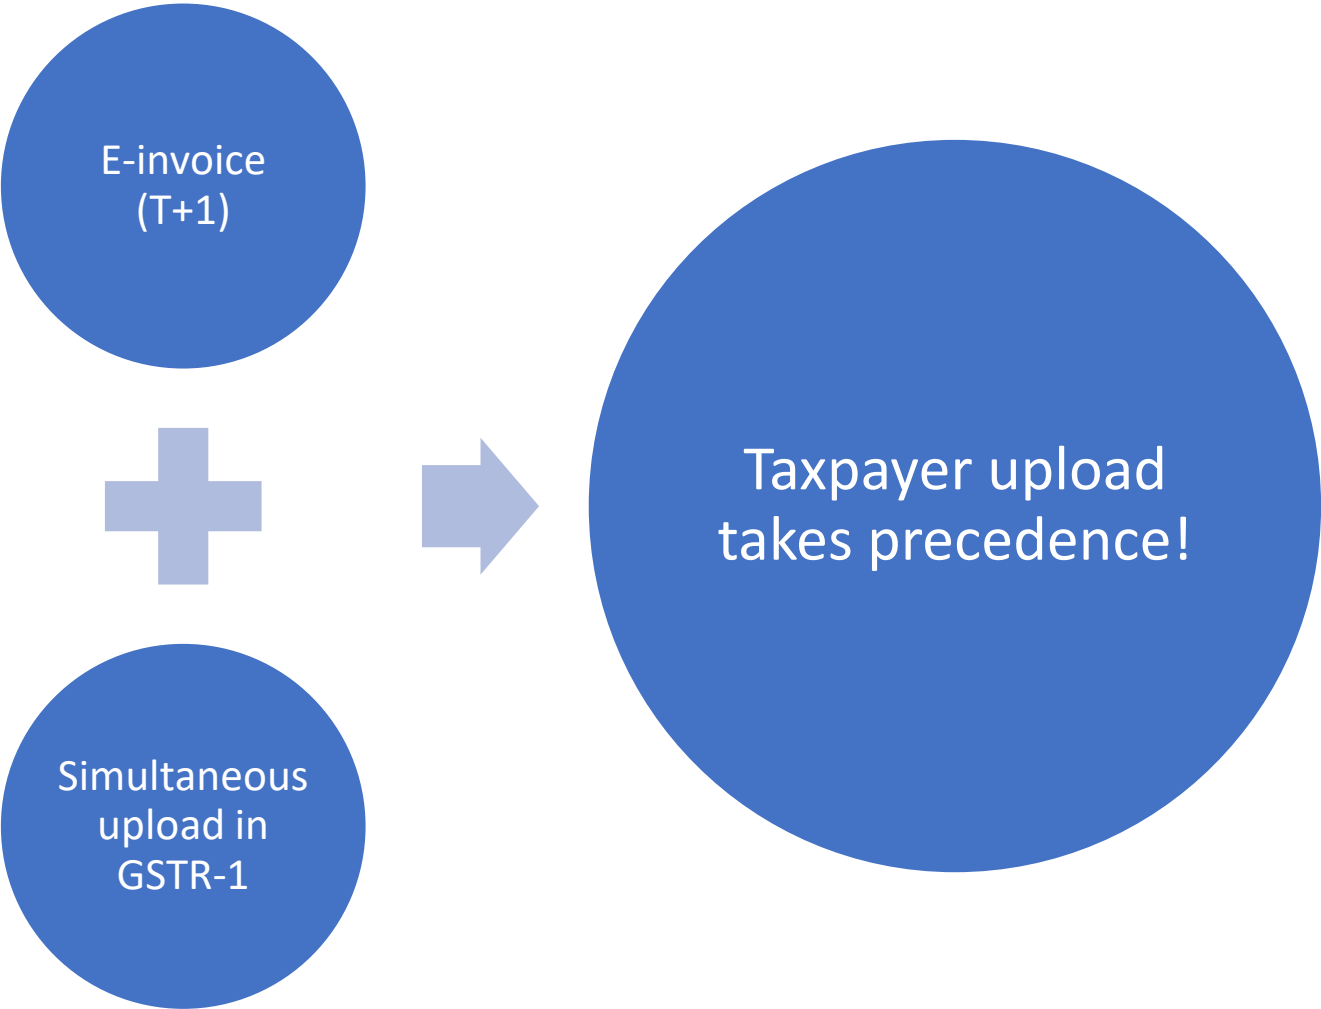 E-invoice
(T+1)
Simultaneous
upload in
GSTR-1
Taxpayer upload
takes precedence!